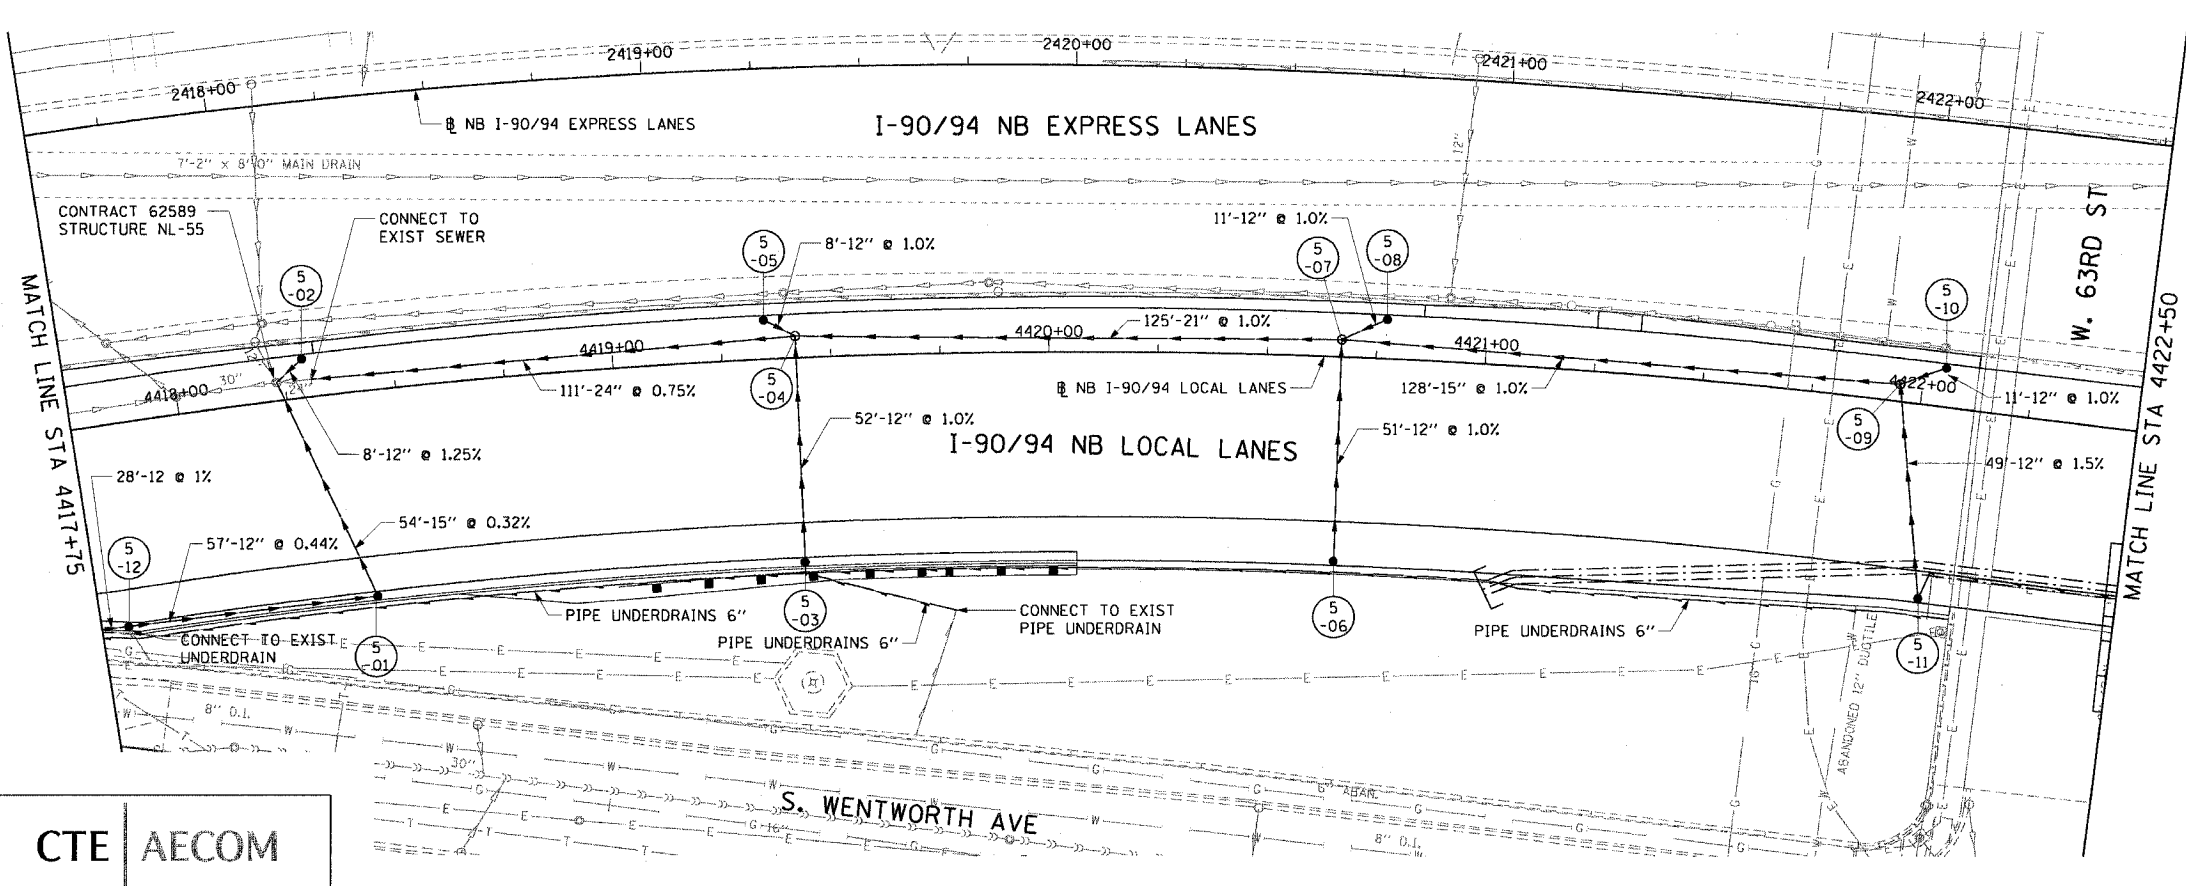 2418+00
2419+00
2420+00
2421+00
2422+00
℄ NB I-90/94 EXPRESS LANES
I-90/94 NB EXPRESS LANES
7'-2" x 8'0" MAIN DRAIN
12"
CONTRACT 62589
STRUCTURE NL-55
CONNECT TO
EXIST SEWER
5
-02
5
-05
8'-12" @ 1.0%
11'-12" @ 1.0%
5
-07
5
-08
5
-10
W. 63RD ST
MATCH LINE STA 4417+75
MATCH LINE STA 4422+50
4418+00
4419+00
4420+00
4421+00
4422+00
30"
24"
125'-21" @ 1.0%
111'-24" @ 0.75%
5
-04
℄ NB I-90/94 LOCAL LANES
128'-15" @ 1.0%
11'-12" @ 1.0%
5
-09
52'-12" @ 1.0%
I-90/94 NB LOCAL LANES
51'-12" @ 1.0%
49'-12" @ 1.5%
8'-12" @ 1.25%
28'-12 @ 1%
54'-15" @ 0.32%
57'-12" @ 0.44%
5
-12
CONNECT TO EXIST
UNDERDRAIN
5
-01
PIPE UNDERDRAINS 6"
5
-03
PIPE UNDERDRAINS 6"
CONNECT TO EXIST
PIPE UNDERDRAIN
5
-06
PIPE UNDERDRAINS 6"
5
-11
16"
ABANDONED 12" DUCTILE
8" D.I.
30"
S. WENTWORTH AVE
16"
6" ABAN.
8" D.I.
CTE AECOM